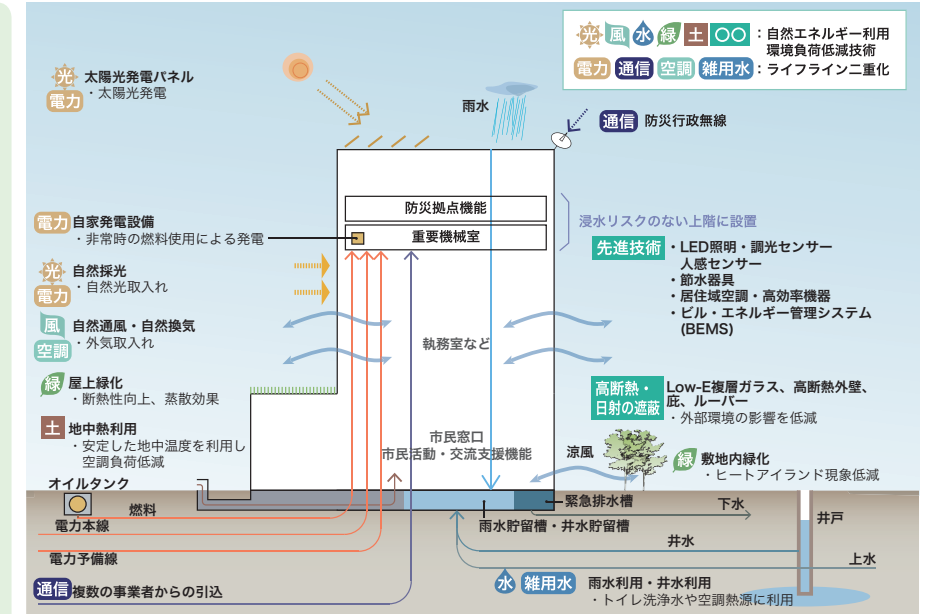 光 風 水 緑 土 ○○ ：自然エネルギー利用
環境負荷低減技術
電力 通信 空調 雑用水 ：ライフライン二重化
光 太陽光発電パネル
電力 ・太陽光発電
雨水
通信 防災行政無線
防災拠点機能
重要機械室
浸水リスクのない上階に設置
電力 自家発電設備
・非常時の燃料使用による発電
光 自然採光
電力 ・自然光取入れ
風 自然通風・自然換気
空調 ・外気取入れ
緑 屋上緑化
・断熱性向上、蒸散効果
土 地中熱利用
・安定した地中温度を利用し
空調負荷低減
先進技術 ・LED照明・調光センサー
人感センサー
・節水器具
・居住域空調・高効率機器
・ビル・エネルギー管理システム
(BEMS)
執務室など
高断熱・
日射の遮蔽
Low-E複層ガラス、高断熱外壁、
庇、ルーバー
・外部環境の影響を低減
市民窓口
市民活動・交流支援機能
涼風
緑 敷地内緑化
・ヒートアイランド現象低減
オイルタンク
燃料
電力本線
電力予備線
通信 複数の事業者からの引込
緊急排水槽
雨水貯留槽・井水貯留槽
下水
井戸
井水
上水
水 雑用水 雨水利用・井水利用
・トイレ洗浄水や空調熱源に利用